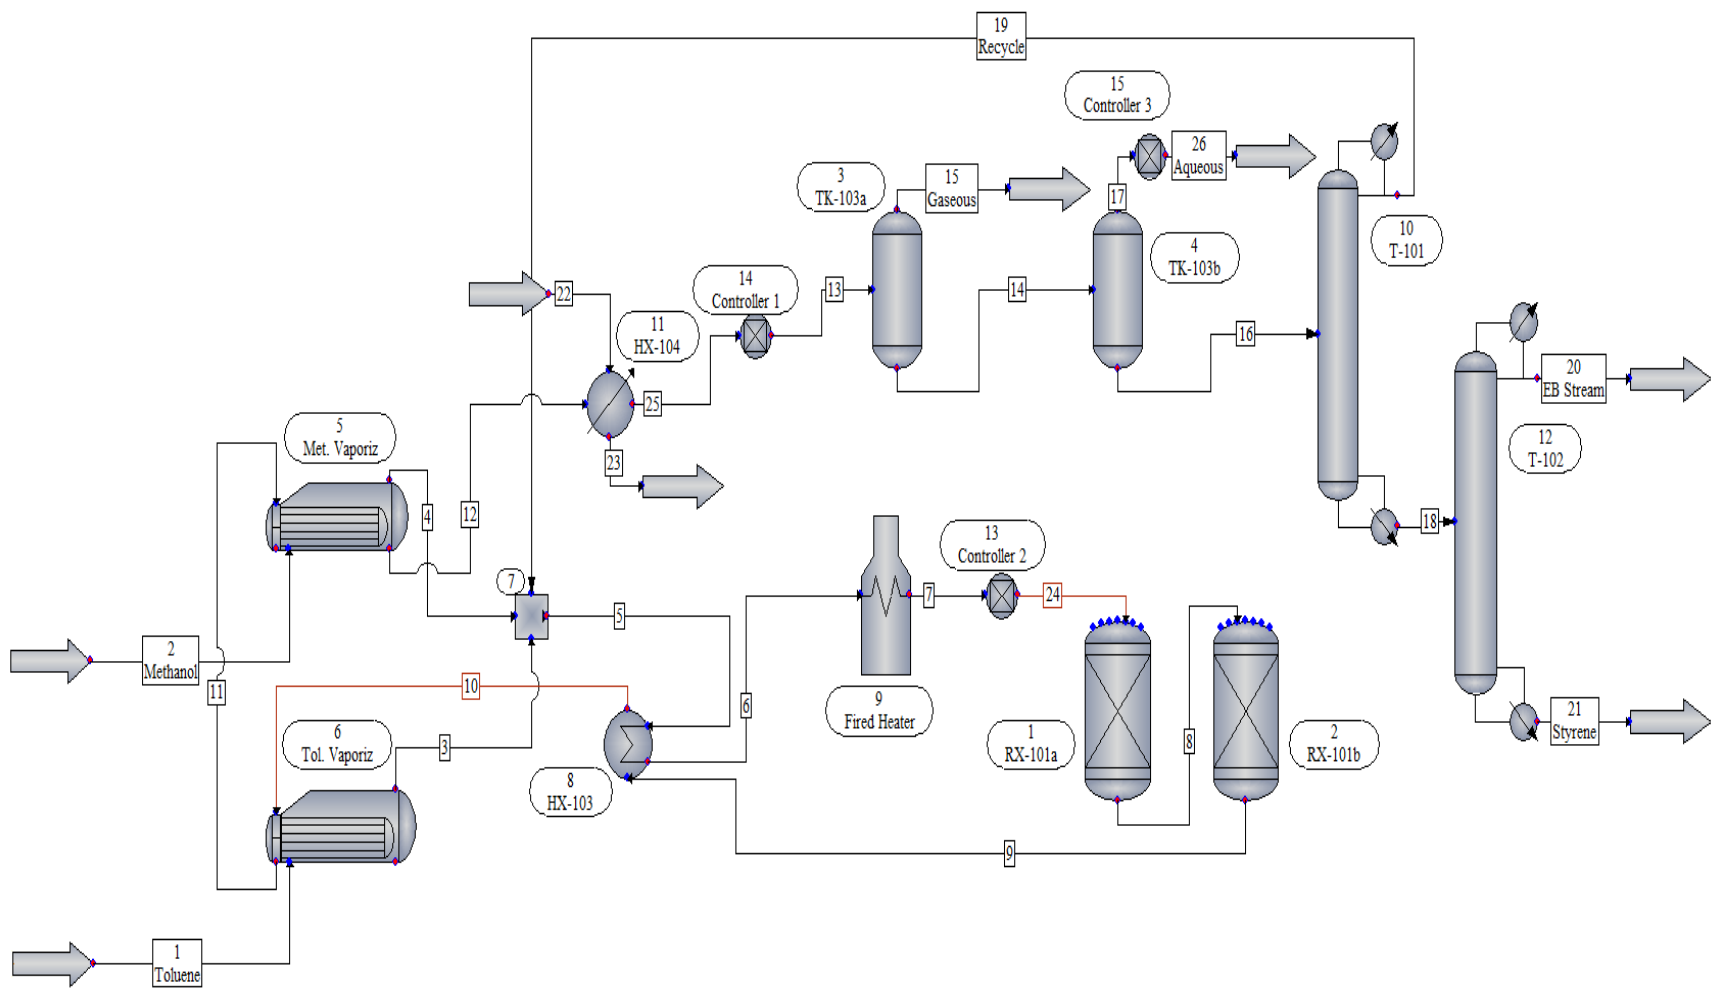 19
Recycle
15
Controller 3
26
Aqueous
3
TK-103a
15
Gaseous
17
10
T-101
4
TK-103b
14
Controller 1
13
14
22
11
HX-104
16
25
20
EB Stream
5
Met. Vaporiz
12
T-102
23
4
12
18
13
Controller 2
7
5
7
24
2
Methanol
11
10
6
9
Fired Heater
21
Styrene
6
Tol. Vaporiz
3
1
RX-101a
8
2
RX-101b
8
HX-103
9
1
Toluene